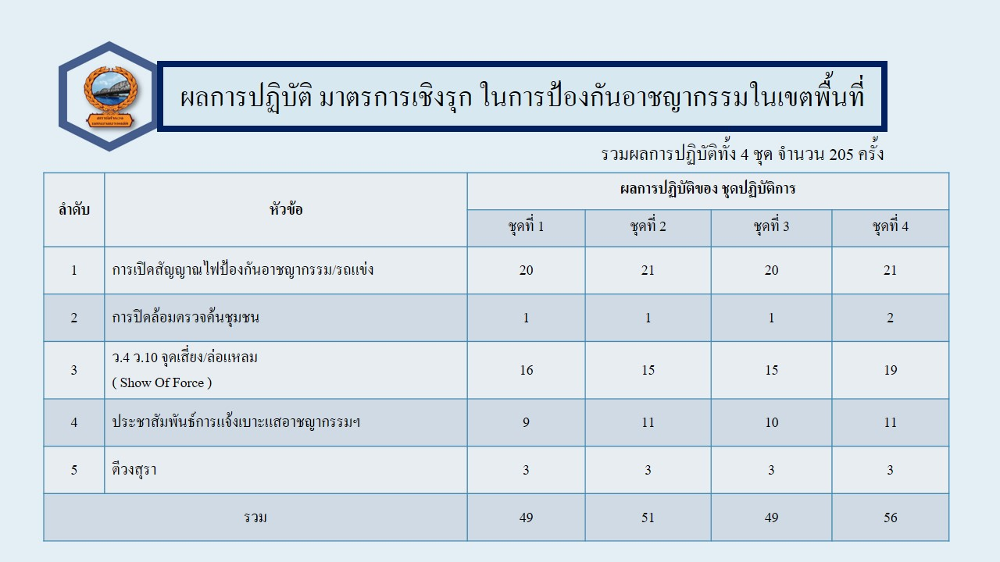 ผลการปฏิบัติ มาตรการเชิงรุก ในการป้องกันอาชญากรรมในเขตพื้นที่
รวมผลการปฏิบัติทั้ง 4 ชุด จำนวน 205 ครั้ง
ลำดับ หัวข้อ ผลการปฏิบัติของ ชุดปฏิบัติการ
ชุดที่ 1 ชุดที่ 2 ชุดที่ 3 ชุดที่ 4
1 การเปิดสัญญาณไฟป้องกันอาชญากรรม/รถแข่ง 20 21 20 21
2 การปิดล้อมตรวจค้นชุมชน 1 1 1 2
3 ว.4 ว.10 จุดเสี่ยง/ล่อแหลม 16 15 15 19
( Show Of Force )
4 ประชาสัมพันธ์การแจ้งเบาะแสอาชญากรรมฯ 9 11 10 11
5 ตีวงสุรา 3 3 3 3
รวม 49 51 49 56